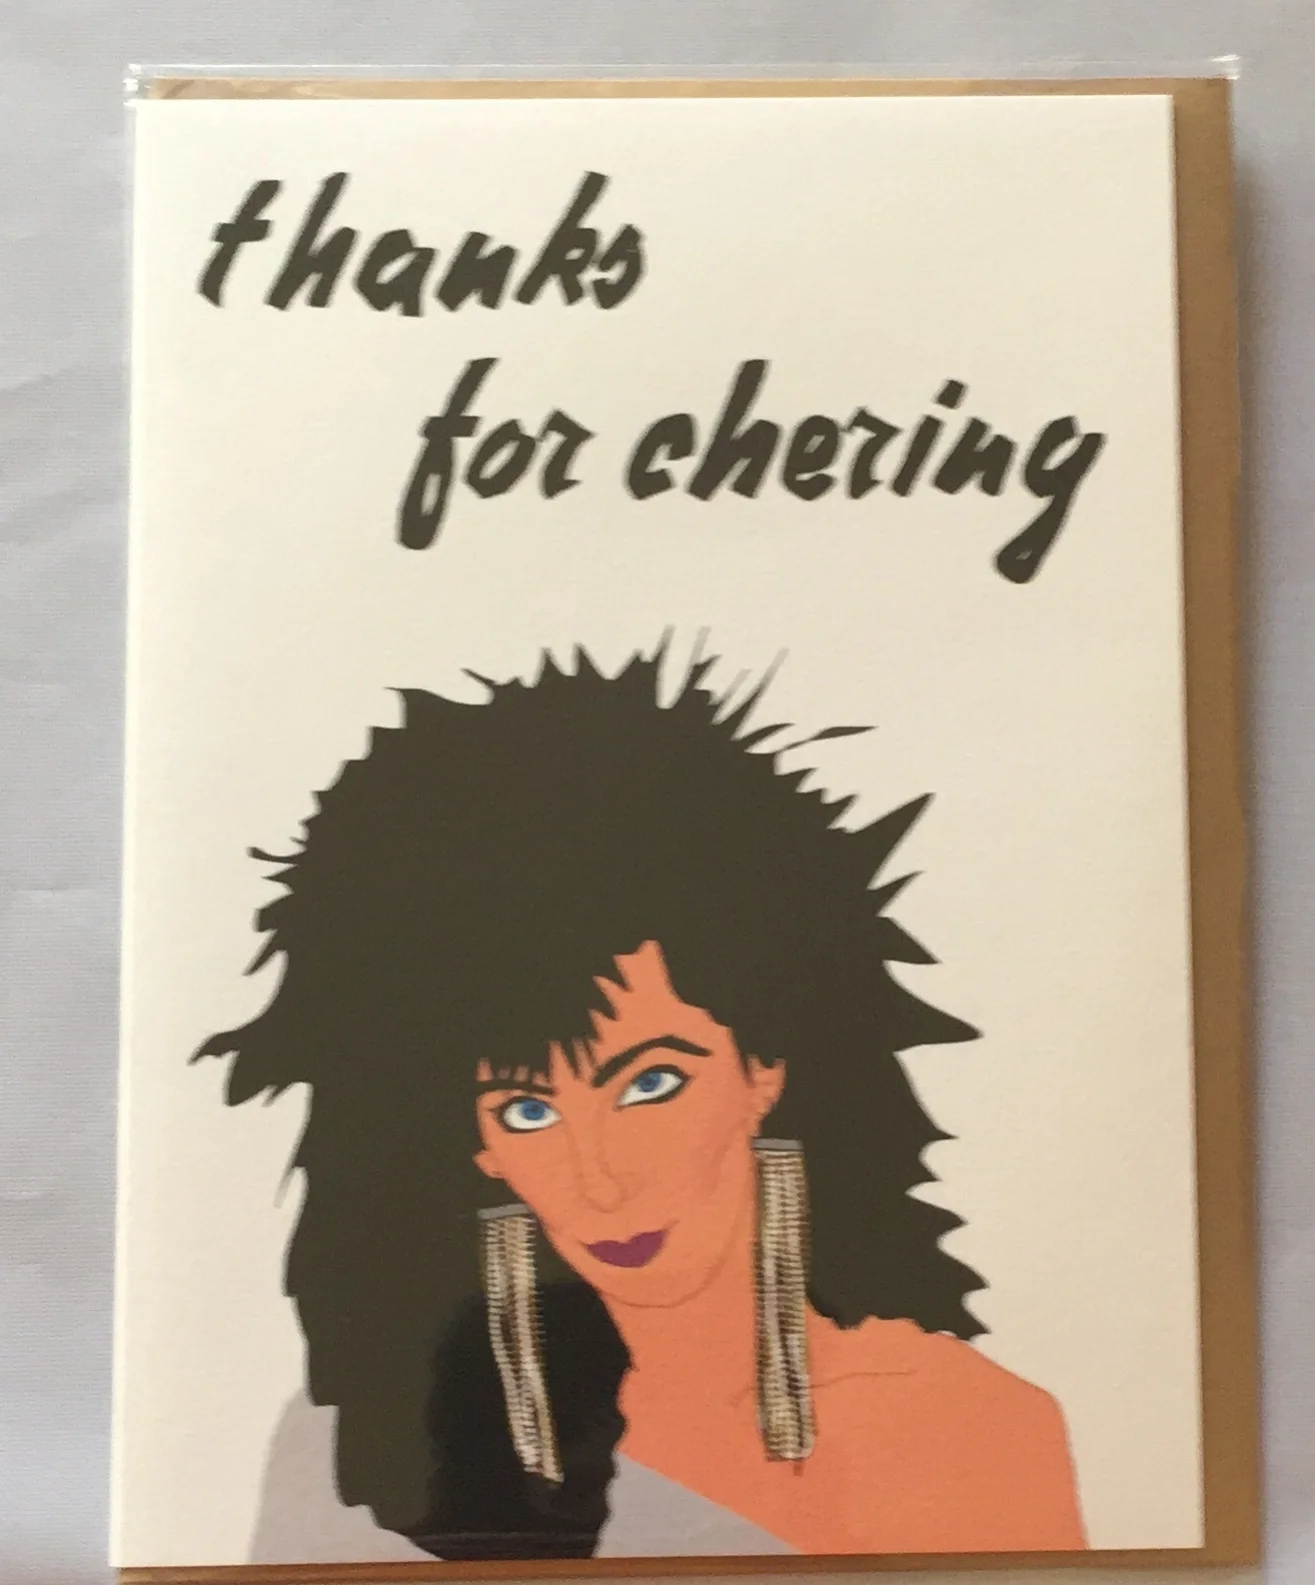 thanks
for chering